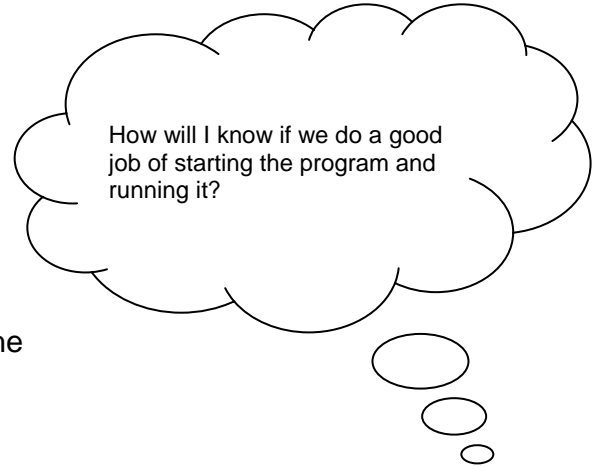 How will I know if we do a good
job of starting the program and
running it?